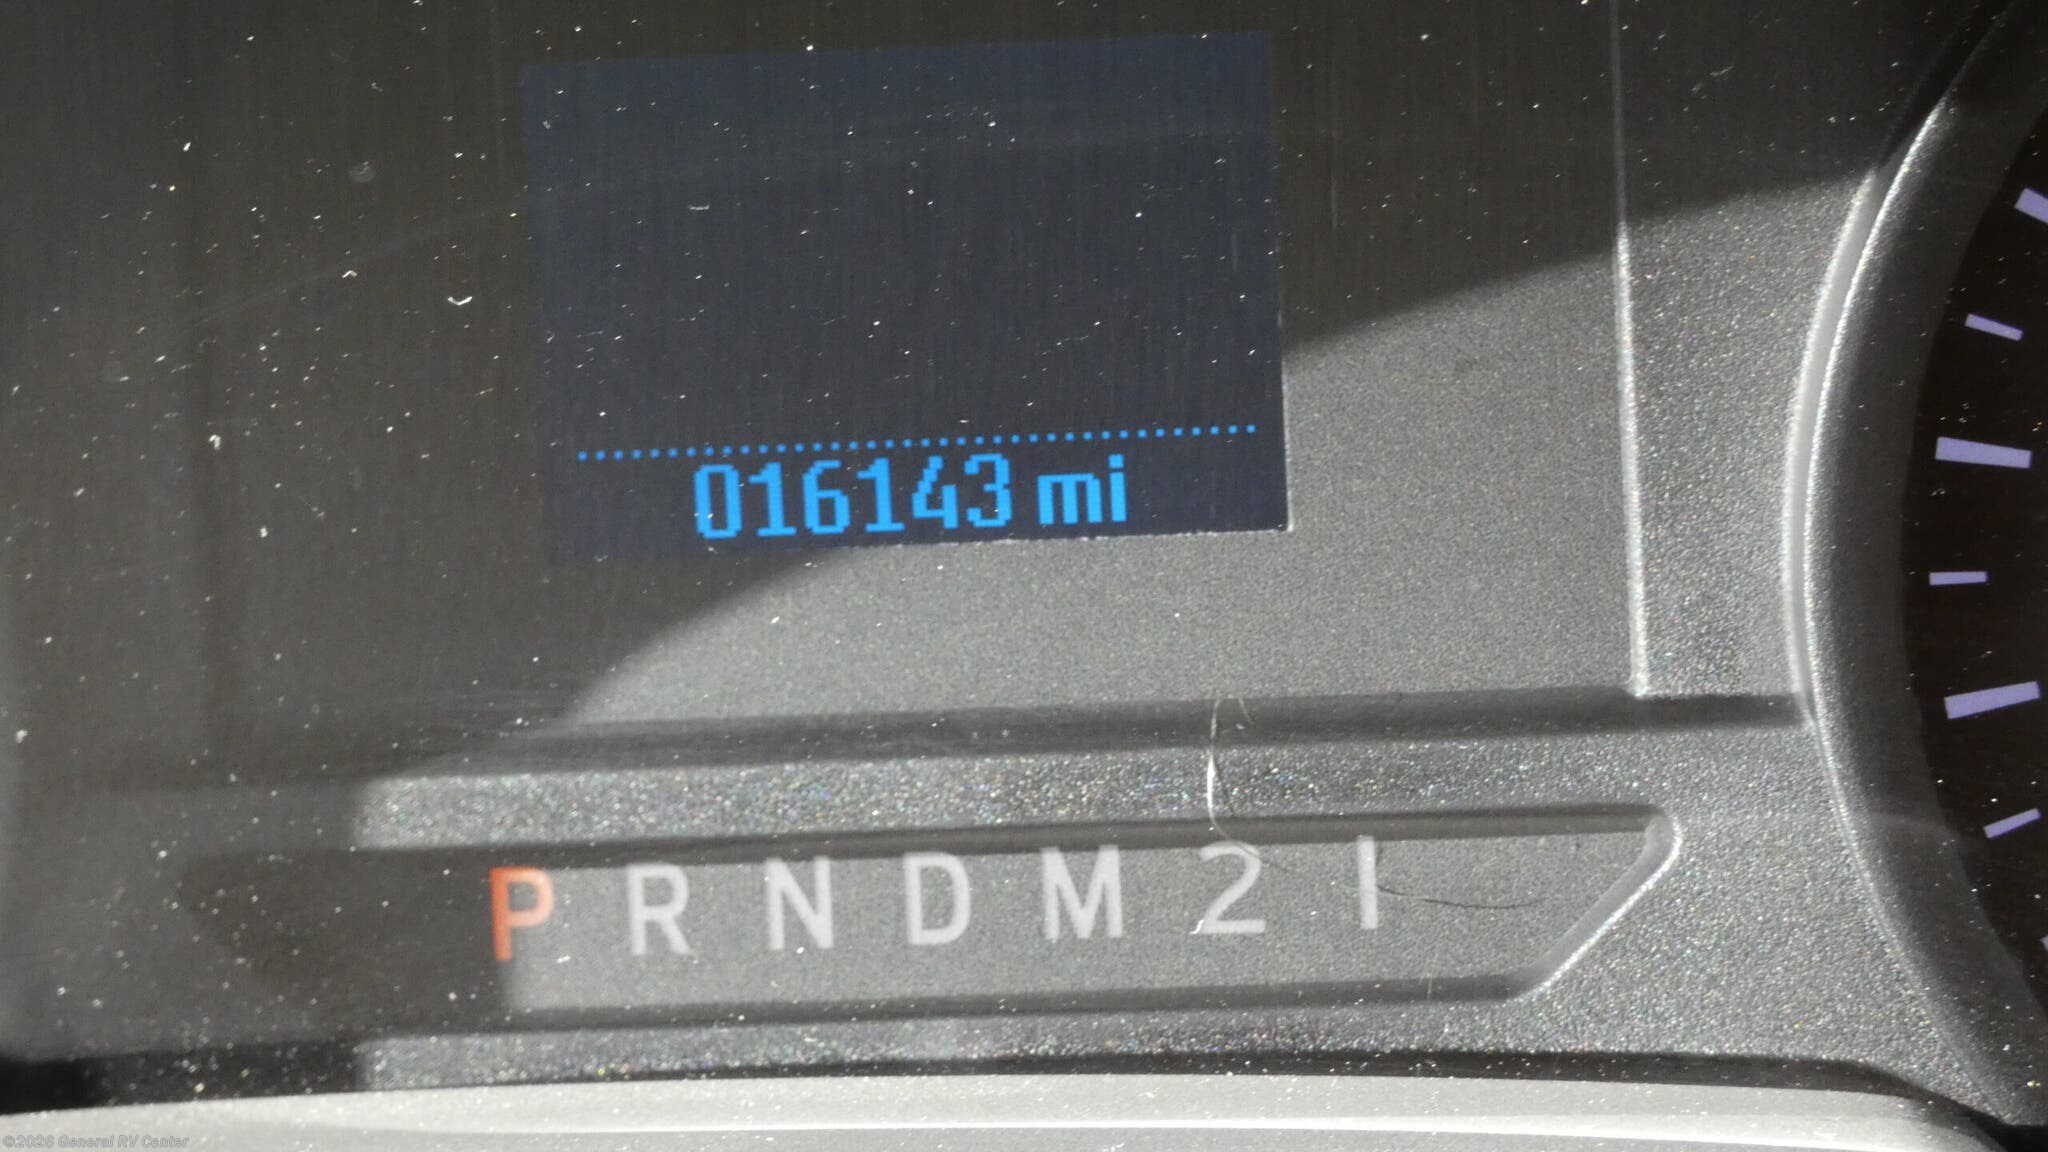 016143 mi
P R N D M 2 1
©2026 General RV Center